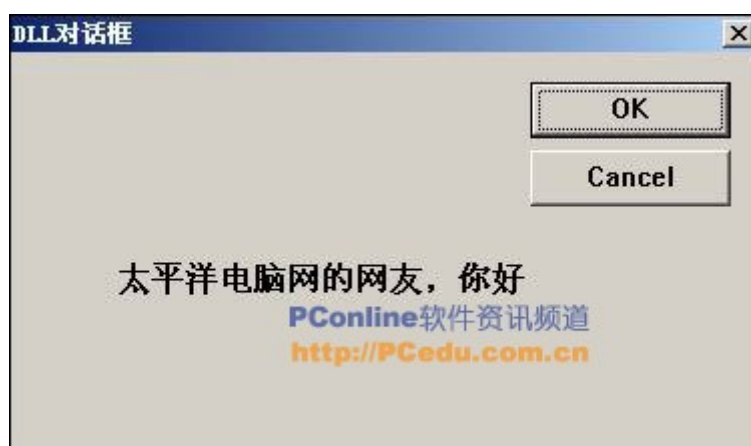 DLL对话框
OK
Cancel
太平洋电脑网的网友，你好
PConline软件资讯频道
http://PCedu.com.cn